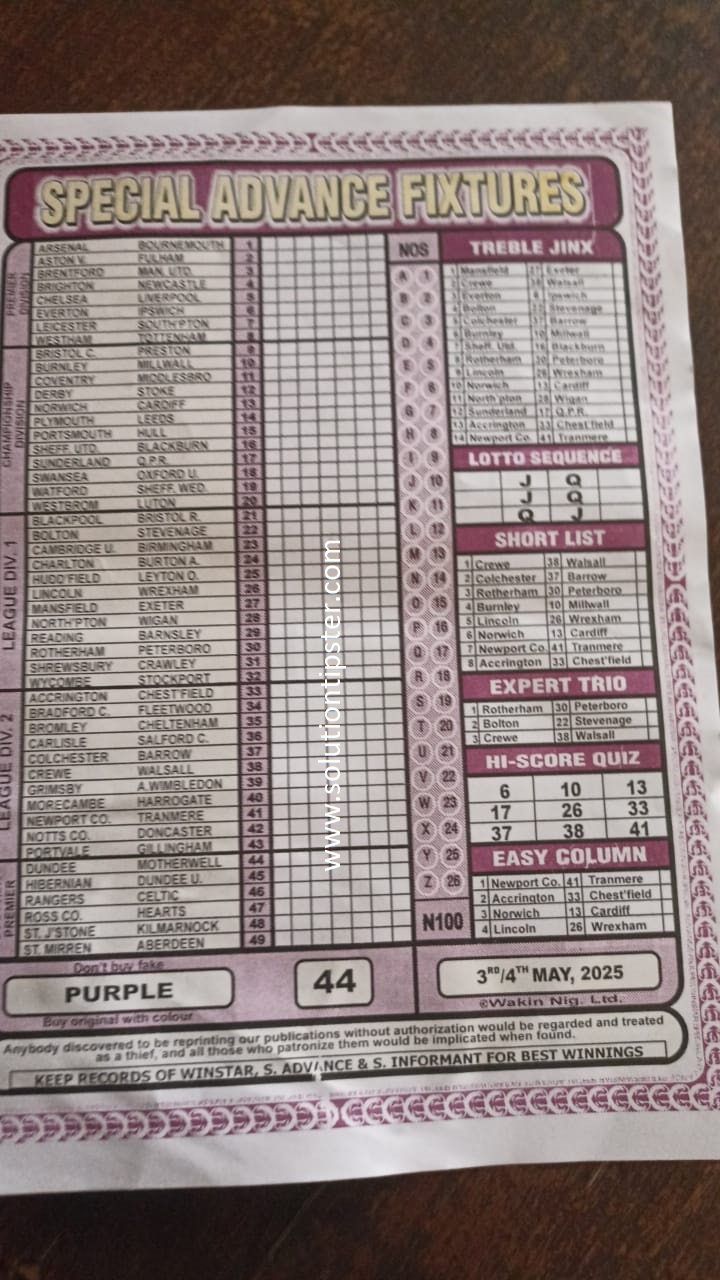 SPECIAL ADVANCE FIXTURES
PREMIER DIVISION
ARSENAL BOURNEMOUTH 1
ASTON V. FULHAM 2
BRENTFORD MAN. UTD. 3
BRIGHTON NEWCASTLE 4
CHELSEA LIVERPOOL 5
EVERTON IPSWICH 6
LEICESTER SOUTH'PTON 7
WESTHAM TOTTENHAM 8
CHAMPIONSHIP DIVISION
BRISTOL C. PRESTON 9
BURNLEY MILLWALL 10
COVENTRY MIDDLESBRO 11
DERBY STOKE 12
NORWICH CARDIFF 13
PLYMOUTH LEEDS 14
PORTSMOUTH HULL 15
SHEFF. UTD. BLACKBURN 16
SUNDERLAND Q.P.R. 17
SWANSEA OXFORD U. 18
WATFORD SHEFF. WED. 19
WESTBROM LUTON 20
LEAGUE DIV. 1
BLACKPOOL BRISTOL R. 21
BOLTON STEVENAGE 22
CAMBRIDGE U. BIRMINGHAM 23
CHARLTON BURTON A. 24
HUDD'FIELD LEYTON O. 25
LINCOLN WREXHAM 26
MANSFIELD EXETER 27
NORTH'PTON WIGAN 28
READING BARNSLEY 29
ROTHERHAM PETERBORO 30
SHREWSBURY CRAWLEY 31
WYCOMBE STOCKPORT 32
LEAGUE DIV. 2
ACCRINGTON CHEST'FIELD 33
BRADFORD C. FLEETWOOD 34
BROMLEY CHELTENHAM 35
CARLISLE SALFORD C. 36
COLCHESTER BARROW 37
CREWE WALSALL 38
GRIMSBY A.WIMBLEDON 39
MORECAMBE HARROGATE 40
NEWPORT CO. TRANMERE 41
NOTTS CO. DONCASTER 42
PORTVALE GILLINGHAM 43
PREMIER
DUNDEE MOTHERWELL 44
HIBERNIAN DUNDEE U. 45
RANGERS CELTIC 46
ROSS CO. HEARTS 47
ST. J'STONE KILMARNOCK 48
ST. MIRREN ABERDEEN 49
NOS
A 1
B 2
C 3
D 4
E 5
F 6
G 7
H 8
I 9
J 10
K 11
L 12
M 13
N 14
O 15
P 16
Q 17
R 18
S 19
T 20
U 21
V 22
W 23
X 24
Y 25
Z 26
N100
TREBLE JINX
1 Mansfield 27 Exeter
2 Crewe 38 Walsall
3 Everton 6 Ipswich
4 Bolton 22 Stevenage
5 Colchester 37 Barrow
6 Burnley 10 Millwall
7 Sheff. Utd. 16 Blackburn
8 Rotherham 30 Peterboro
9 Lincoln 26 Wrexham
10 Norwich 13 Cardiff
11 North'pton 28 Wigan
12 Sunderland 17 Q.P.R.
13 Accrington 33 Chest'field
14 Newport Co. 41 Tranmere
LOTTO SEQUENCE
J Q
J Q
Q J
SHORT LIST
1 Crewe 38 Walsall
2 Colchester 37 Barrow
3 Rotherham 30 Peterboro
4 Burnley 10 Millwall
5 Lincoln 26 Wrexham
6 Norwich 13 Cardiff
7 Newport Co. 41 Tranmere
8 Accrington 33 Chest'field
EXPERT TRIO
1 Rotherham 30 Peterboro
2 Bolton 22 Stevenage
3 Crewe 38 Walsall
HI-SCORE QUIZ
6 10 13
17 26 33
37 38 41
EASY COLUMN
1 Newport Co. 41 Tranmere
2 Accrington 33 Chest'field
3 Norwich 13 Cardiff
4 Lincoln 26 Wrexham
www.solutiontipster.com
Don't buy fake
PURPLE
Buy original with colour
44
3RD/4TH MAY, 2025
©Wakin Nig. Ltd.
Anybody discovered to be reprinting our publications without authorization would be regarded and treated
as a thief, and all those who patronize them would be implicated when found.
KEEP RECORDS OF WINSTAR, S. ADVANCE & S. INFORMANT FOR BEST WINNINGS